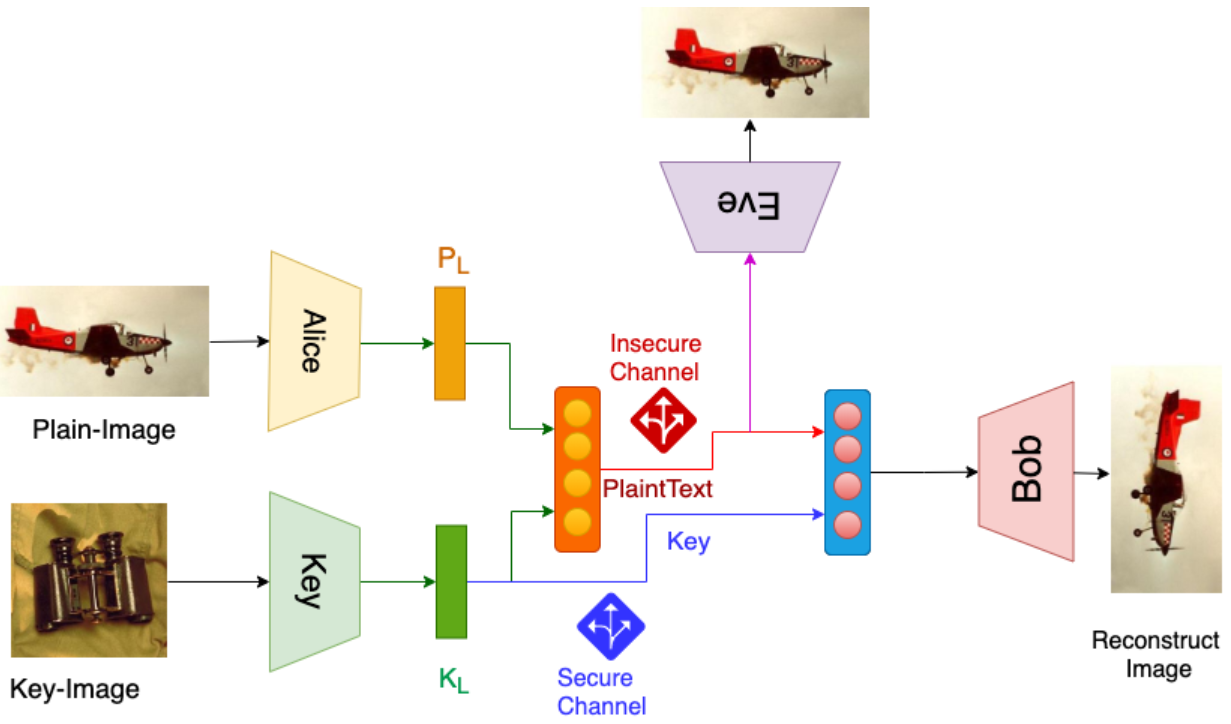 Eve
P_L
Alice
Insecure
Channel
Plain-Image
PlaintText
Key
Bob
Key
K_L
Secure
Channel
Key-Image
Reconstruct
Image